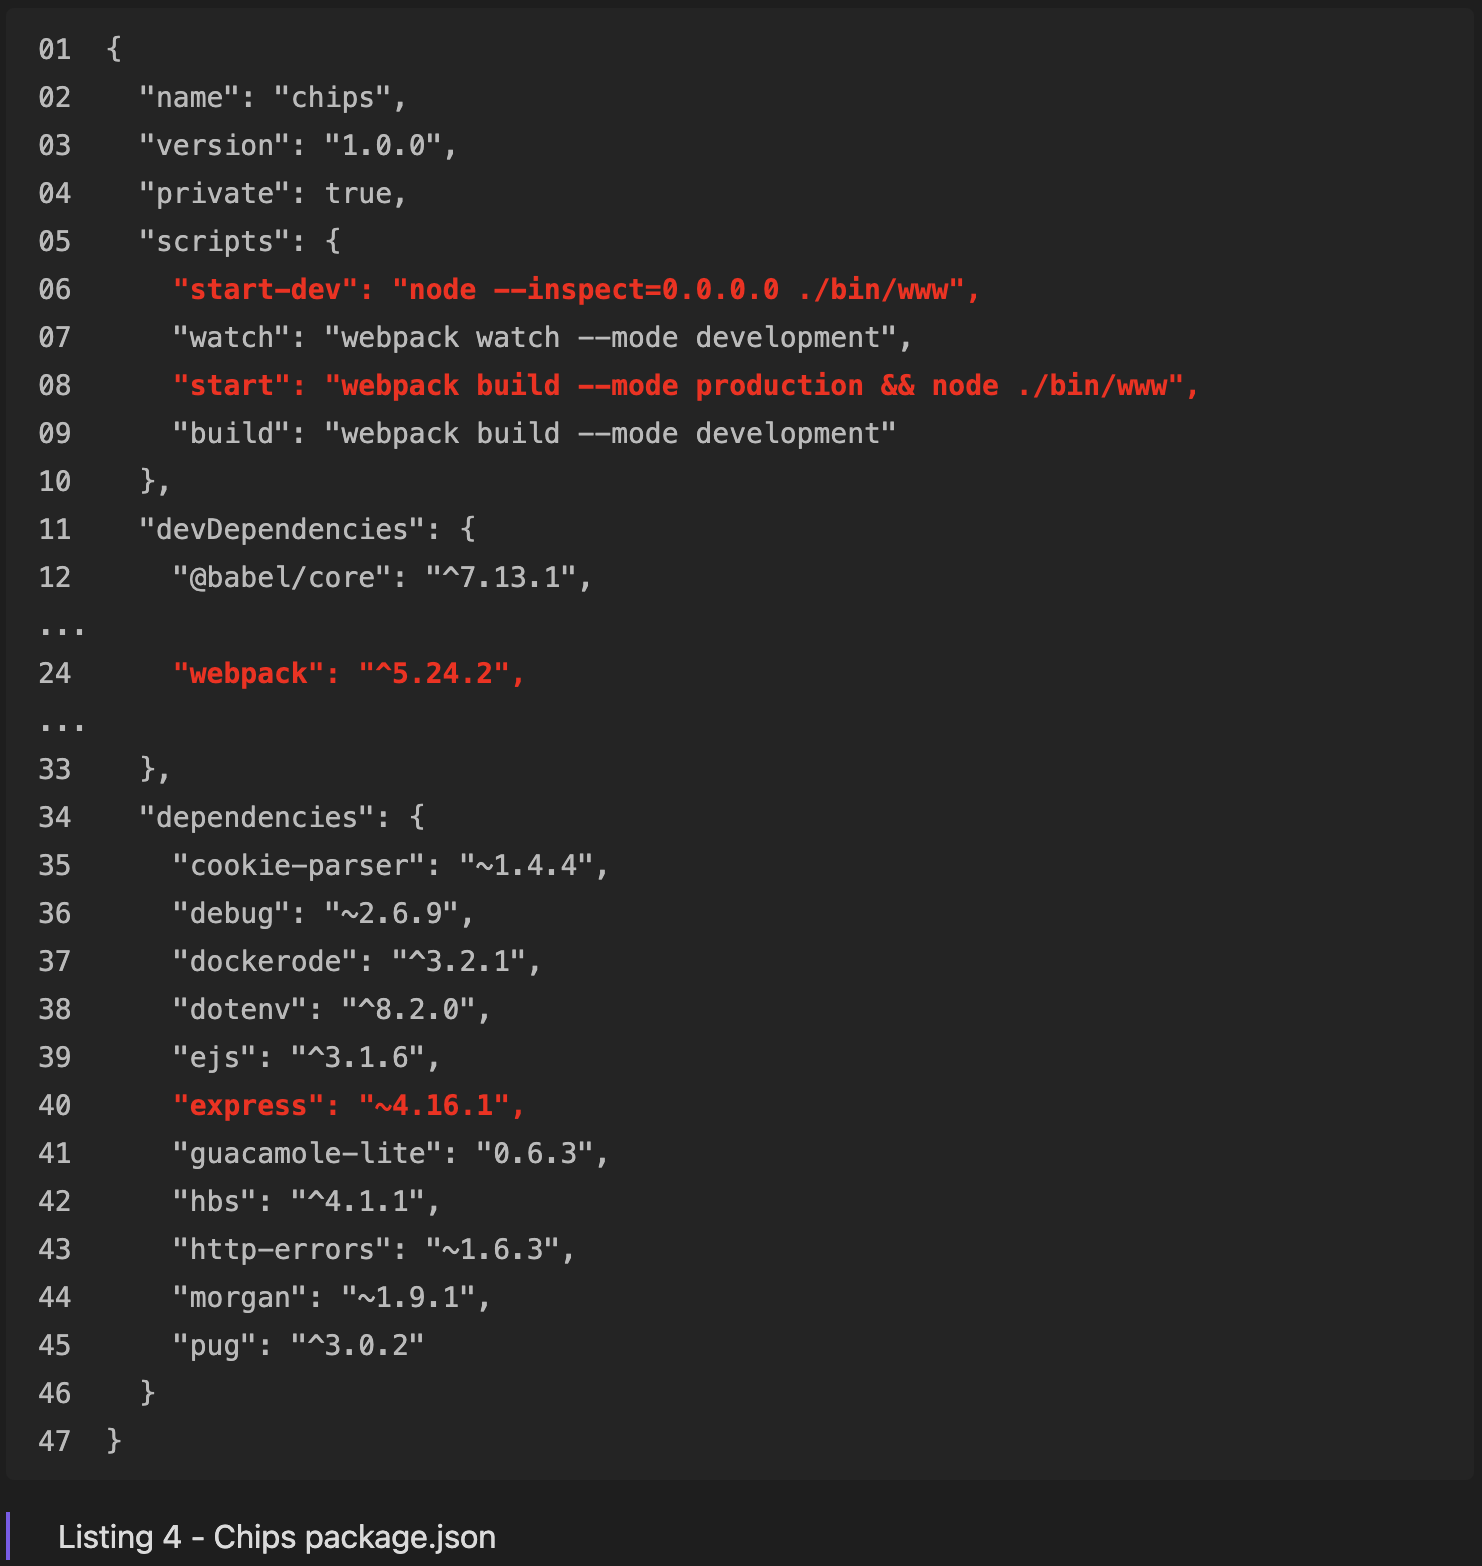 01  {
02    "name": "chips",
03    "version": "1.0.0",
04    "private": true,
05    "scripts": {
06      "start-dev": "node --inspect=0.0.0.0 ./bin/www",
07      "watch": "webpack watch --mode development",
08      "start": "webpack build --mode production && node ./bin/www",
09      "build": "webpack build --mode development"
10    },
11    "devDependencies": {
12      "@babel/core": "^7.13.1",
...
24      "webpack": "^5.24.2",
...
33    },
34    "dependencies": {
35      "cookie-parser": "~1.4.4",
36      "debug": "~2.6.9",
37      "dockerode": "^3.2.1",
38      "dotenv": "^8.2.0",
39      "ejs": "^3.1.6",
40      "express": "~4.16.1",
41      "guacamole-lite": "0.6.3",
42      "hbs": "^4.1.1",
43      "http-errors": "~1.6.3",
44      "morgan": "~1.9.1",
45      "pug": "^3.0.2"
46    }
47  }
Listing 4 - Chips package.json